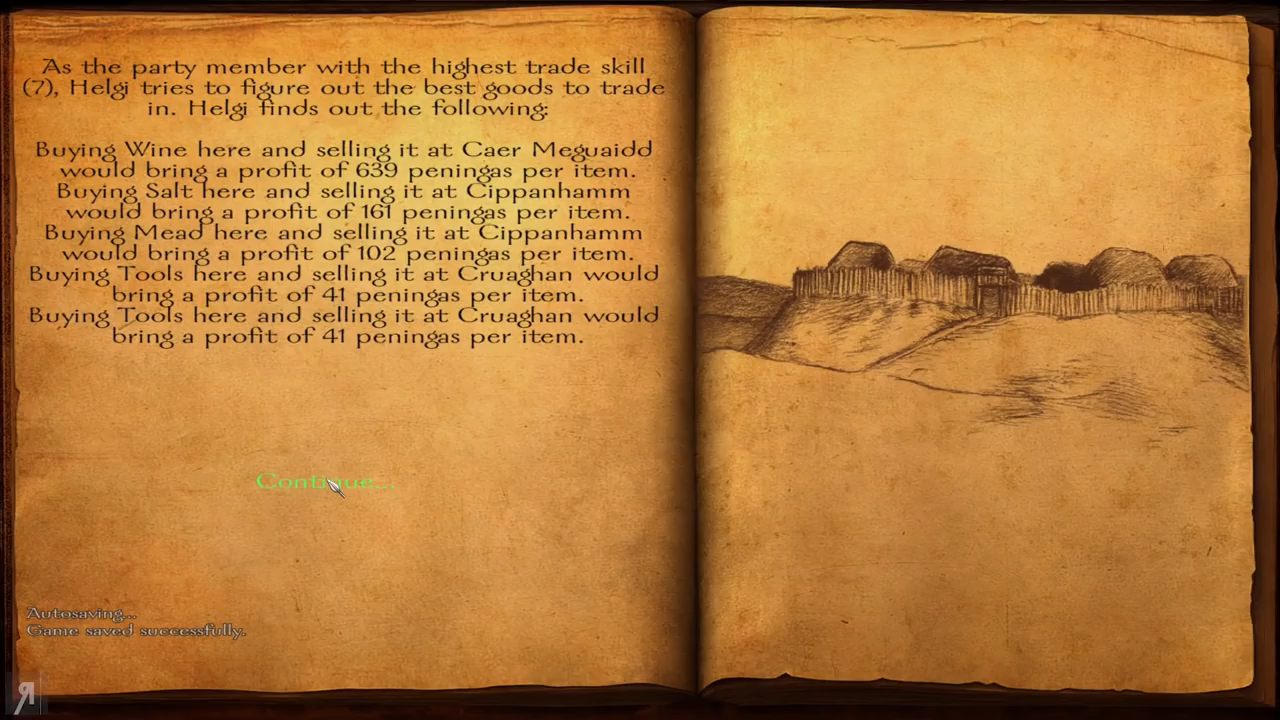 As the party member with the highest trade skill
(7), Helgi tries to figure out the best goods to trade
in. Helgi finds out the following:
Buying Wine here and selling it at Caer Meguaidd
would bring a profit of 639 peningas per item.
Buying Salt here and selling it at Cippanhamm
would bring a profit of 161 peningas per item.
Buying Mead here and selling it at Cippanhamm
would bring a profit of 102 peningas per item.
Buying Tools here and selling it at Cruaghan would
bring a profit of 41 peningas per item.
Buying Tools here and selling it at Cruaghan would
bring a profit of 41 peningas per item.
Continue...
Autosaving...
Game saved successfully.